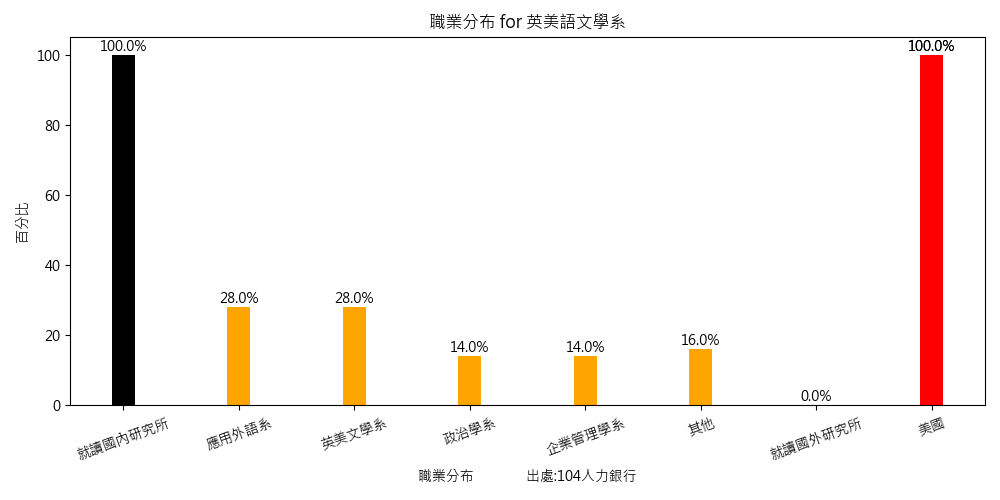 職業分布 for 英美語文學系
百分比
100
80
60
40
20
0
100.0%
28.0%
28.0%
14.0%
14.0%
16.0%
0.0%
100.0%
就讀國內研究所
應用外語系
英美文學系
政治學系
企業管理學系
其他
就讀國外研究所
美國
職業分布 出處:104人力銀行